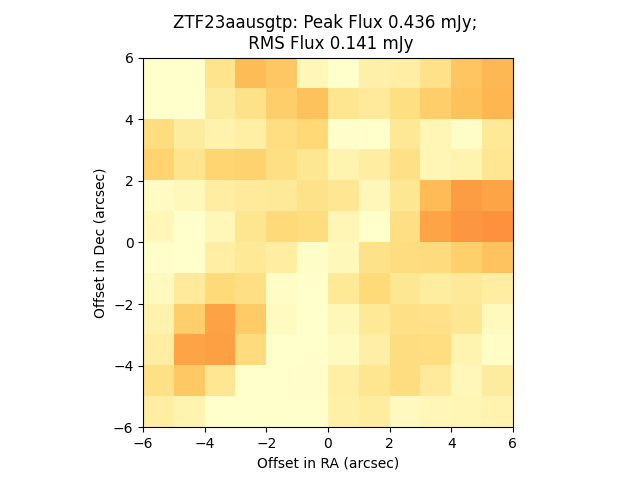 ZTF23aausgtp: Peak Flux 0.436 mJy;
RMS Flux 0.141 mJy
6
4
2
0
−2
−4
−6
Offset in Dec (arcsec)
−6 −4 −2 0 2 4 6
Offset in RA (arcsec)